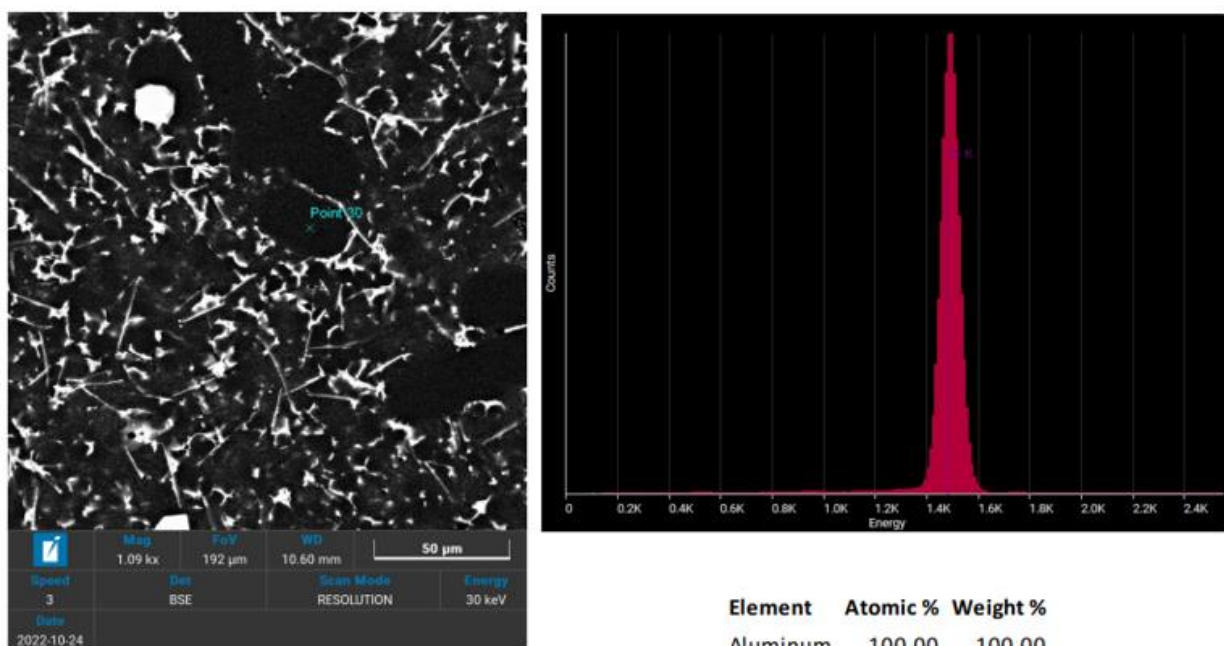 Point 30
Mag
1.09 kx
FoV
192 µm
WD
10.60 mm
50 µm
Speed
3
Det
BSE
Scan Mode
RESOLUTION
Energy
30 keV
Date
2022-10-24
Counts
K
0
0.2K
0.4K
0.6K
0.8K
1.0K
1.2K
1.4K
1.6K
1.8K
2.0K
2.2K
2.4K
Energy
Element Atomic % Weight %
Aluminum 100.00 100.00